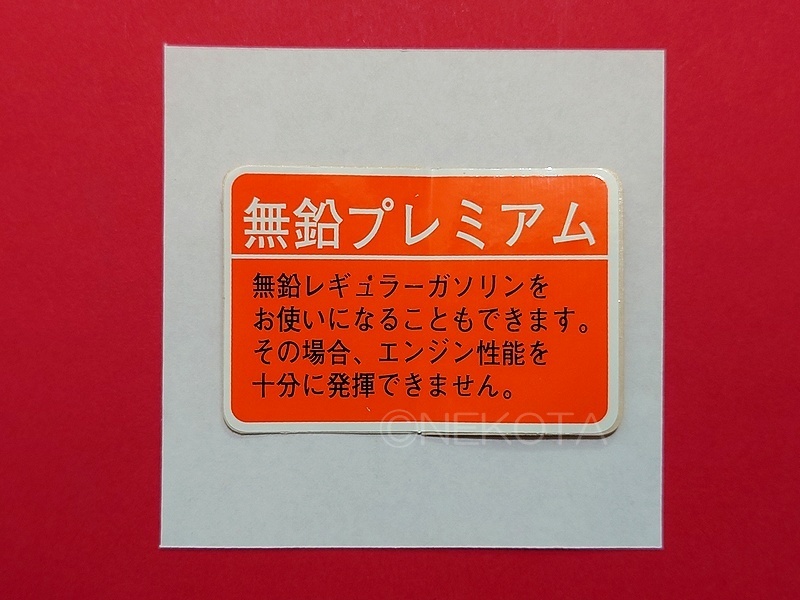 無鉛プレミアム
無鉛レギュラーガソリンを
お使いになることもできます。
その場合、エンジン性能を
十分に発揮できません。
©NEKOTA